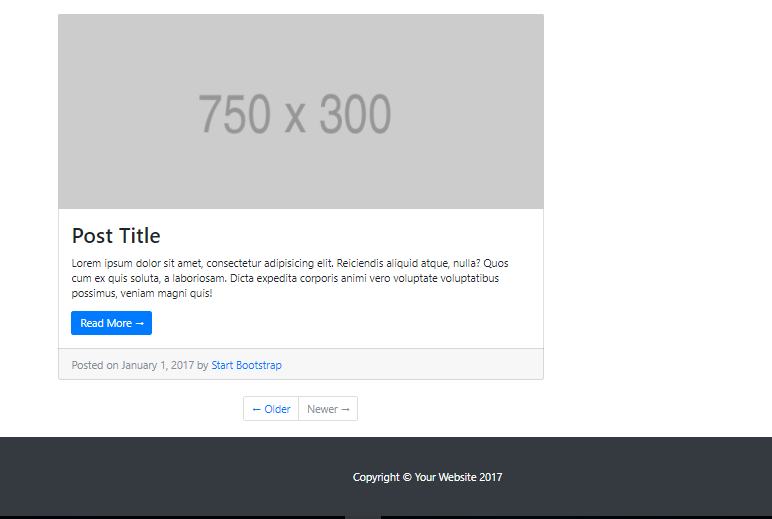 750 x 300
Post Title
Lorem ipsum dolor sit amet, consectetur adipisicing elit. Reiciendis aliquid atque, nulla? Quos
cum ex quis soluta, a laboriosam. Dicta expedita corporis animi vero voluptate voluptatibus
possimus, veniam magni quis!
Read More →
Posted on January 1, 2017 by Start Bootstrap
← Older Newer →
Copyright © Your Website 2017